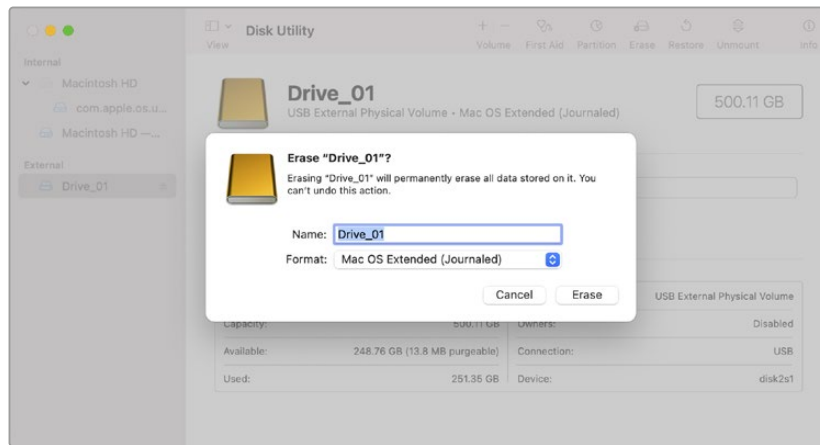 Disk Utility
View
Volume
First Aid
Partition
Erase
Restore
Unmount
Info
Internal
Macintosh HD
com.apple.os.u...
Macintosh HD —...
External
Drive_01
Drive_01
USB External Physical Volume • Mac OS Extended (Journaled)
500.11 GB
Erase “Drive_01”?
Erasing “Drive_01” will permanently erase all data stored on it. You
can’t undo this action.
Name: Drive_01
Format: Mac OS Extended (Journaled)
Cancel
Erase
USB External Physical Volume
Capacity: 500.11 GB
Owners: Disabled
Available: 248.76 GB (13.8 MB purgeable)
Connection: USB
Used: 251.35 GB
Device: disk2s1